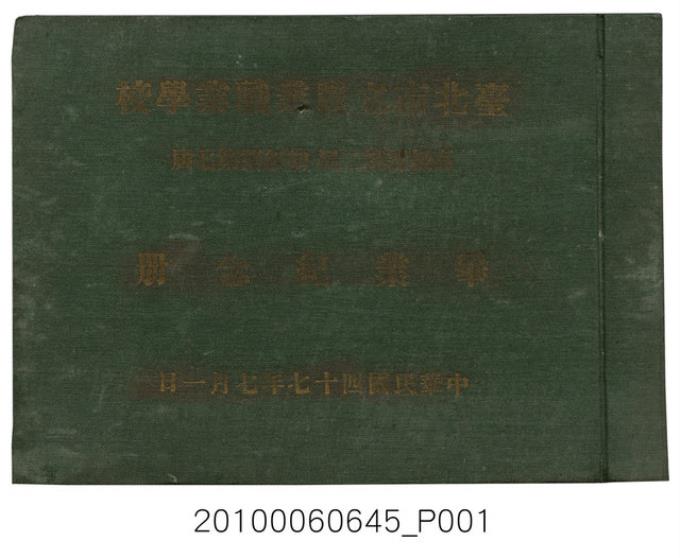 臺北市立商業職業學校
畢業紀念冊
中華民國四十七年七月一日
20100060645_P001